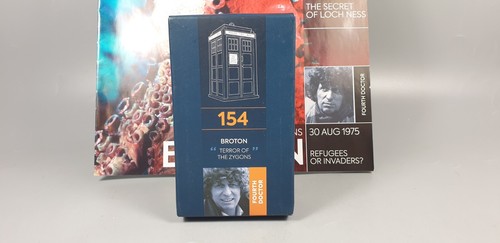 THE SECRET
OF LOCH NESS
FOURTH DOCTOR
30 AUG 1975
REFUGEES
OR INVADERS?
154
BROTON
“ TERROR OF
THE ZYGONS ”
FOURTH
DOCTOR